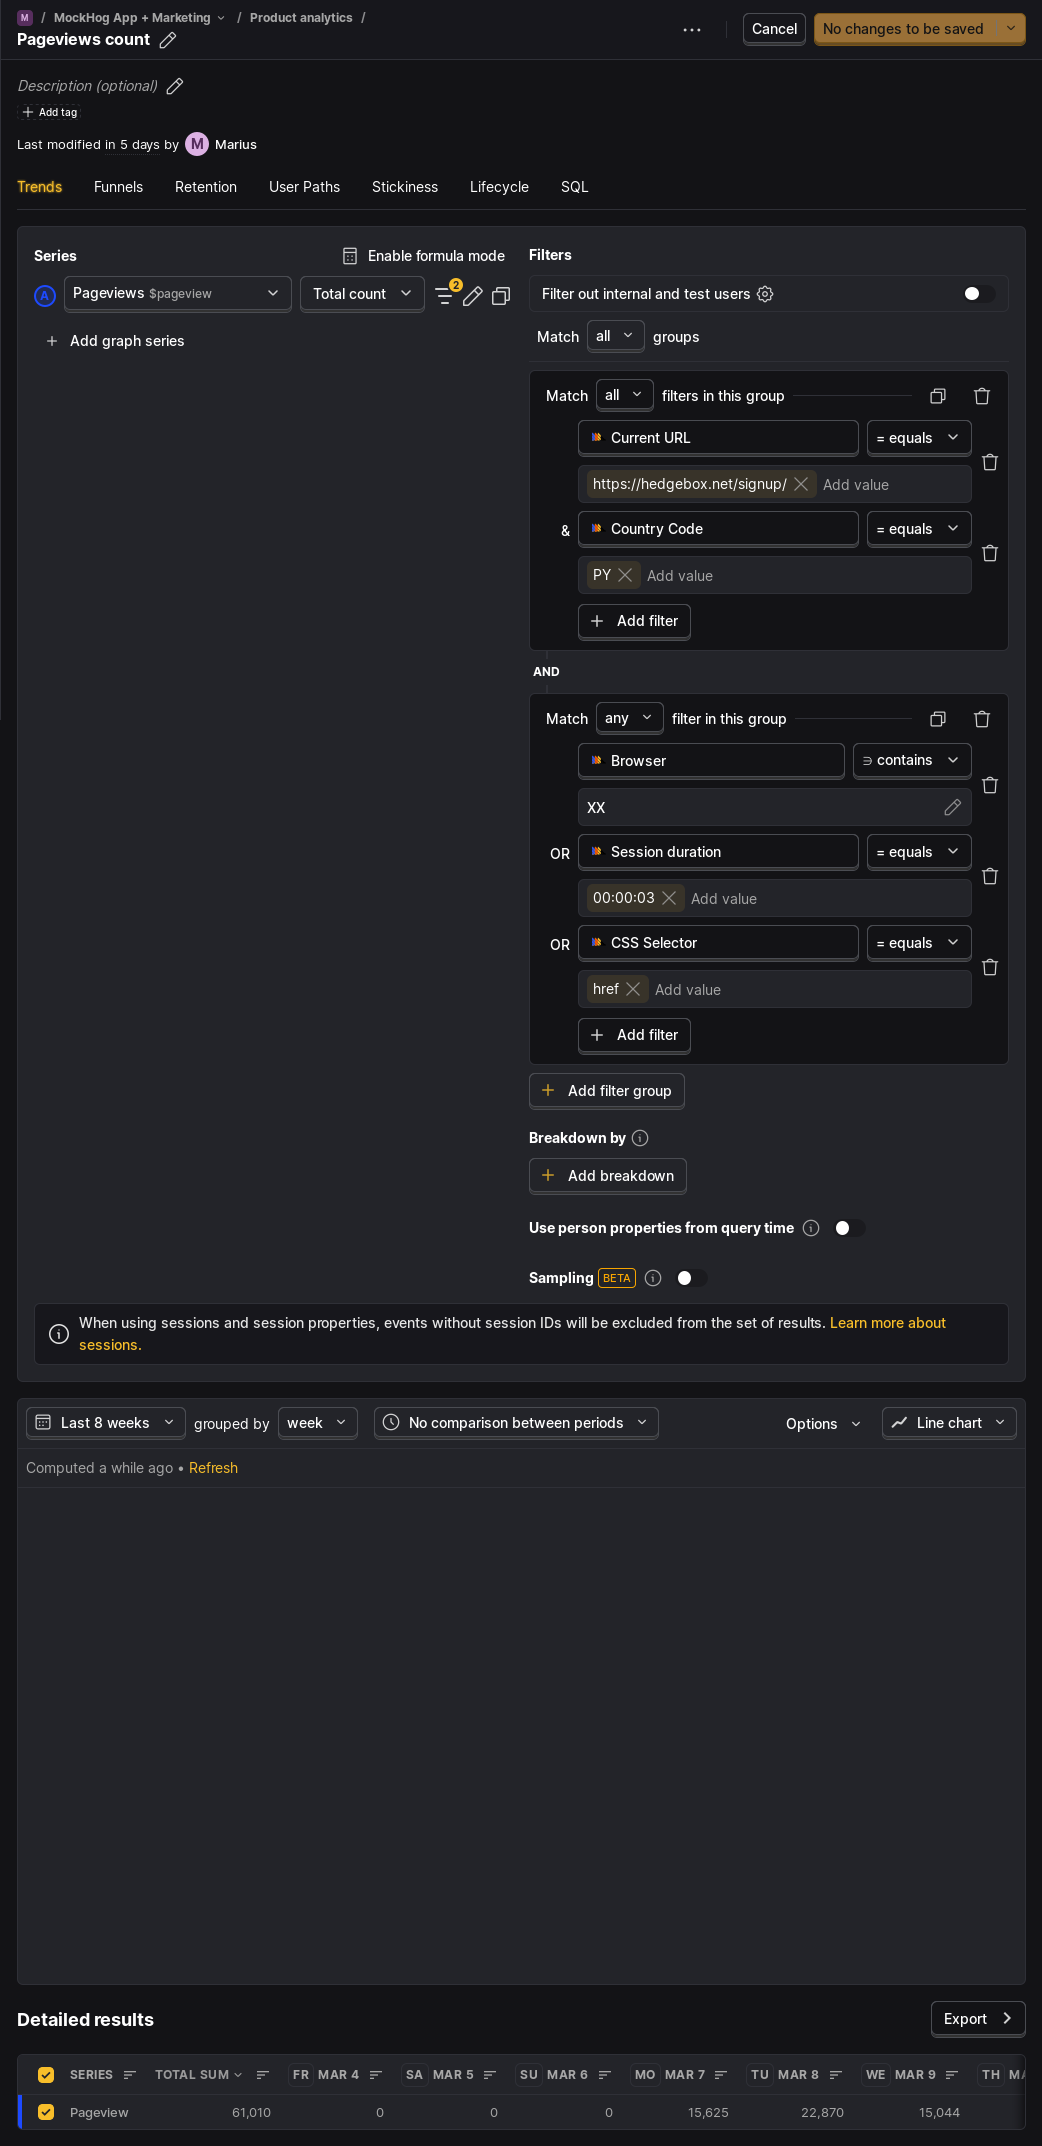 M / MockHog App + Marketing / Product analytics /
Pageviews count
Cancel
No changes to be saved
Description (optional)
Add tag
Last modified in 5 days by M Marius
Trends Funnels Retention User Paths Stickiness Lifecycle SQL
Series
Enable formula mode
A Pageviews $pageview Total count 2
Add graph series
Filters
Filter out internal and test users
Match all groups
Match all filters in this group
Current URL = equals
https://hedgebox.net/signup/ Add value
& Country Code = equals
PY Add value
Add filter
AND
Match any filter in this group
Browser ∋ contains
XX
OR Session duration = equals
00:00:03 Add value
OR CSS Selector = equals
href Add value
Add filter
Add filter group
Breakdown by
Add breakdown
Use person properties from query time
Sampling BETA
When using sessions and session properties, events without session IDs will be excluded from the set of results. Learn more about
sessions.
Last 8 weeks grouped by week No comparison between periods Options Line chart
Computed a while ago • Refresh
Detailed results
Export
SERIES TOTAL SUM FR MAR 4 SA MAR 5 SU MAR 6 MO MAR 7 TU MAR 8 WE MAR 9 TH
Pageview 61,010 0 0 0 15,625 22,870 15,044